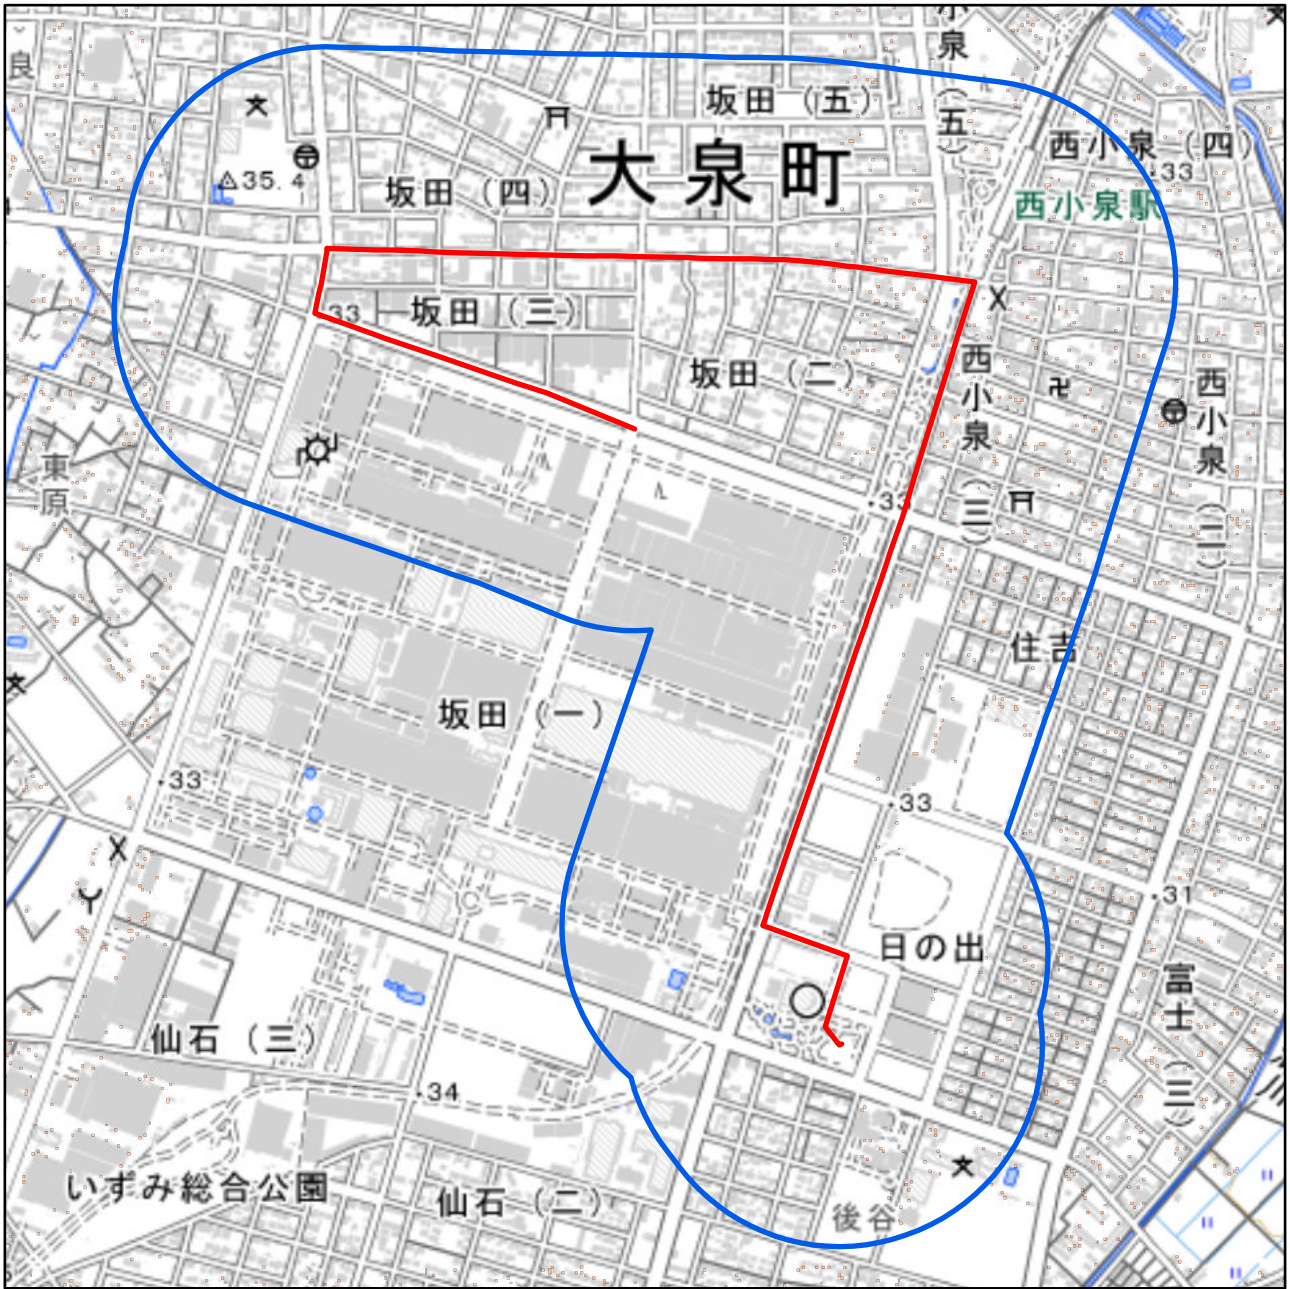 小泉（五）
良
坂田（五）
大泉町
西小泉（四）
33
35.4
坂田（四）
西小泉駅
33
坂田（三）
坂田（二）
西小泉（三）
西小泉（二）
東原
住吉
坂田（一）
33
33
31
日の出
富士（三）
仙石（三）
34
いずみ総合公園
仙石（二）
後谷